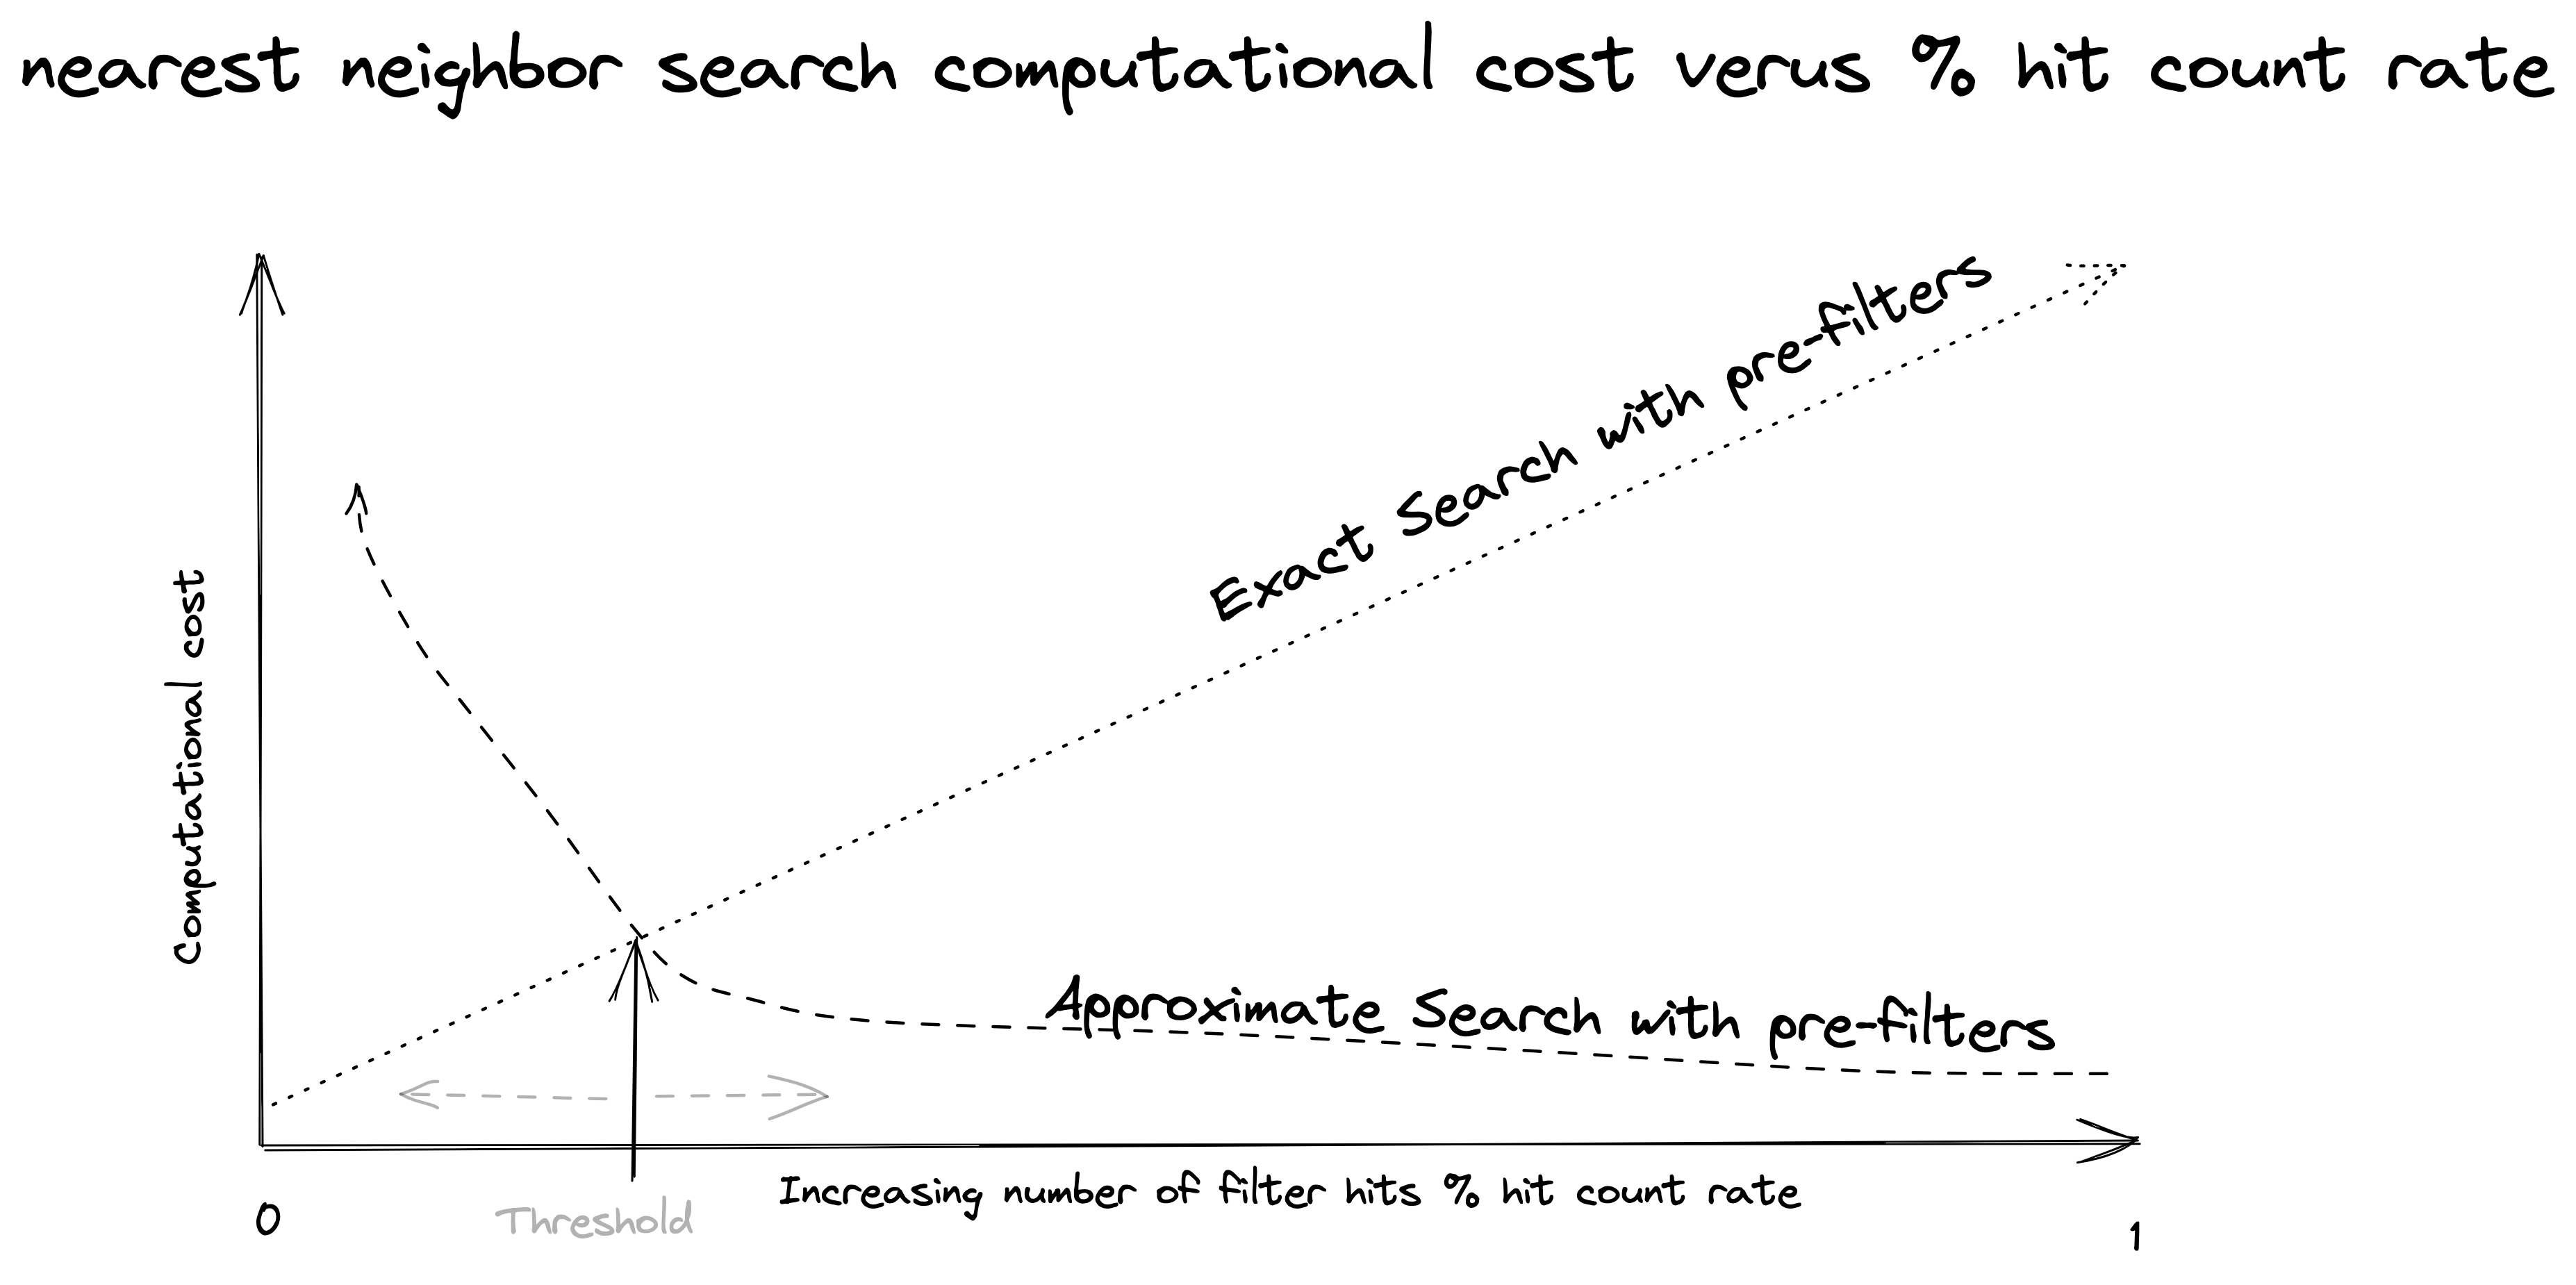 nearest neighbor search computational cost verus % hit count rate
Exact Search with pre-filters
Computational cost
Approximate Search with pre-filters
Increasing number of filter hits % hit count rate
0
Threshold
1